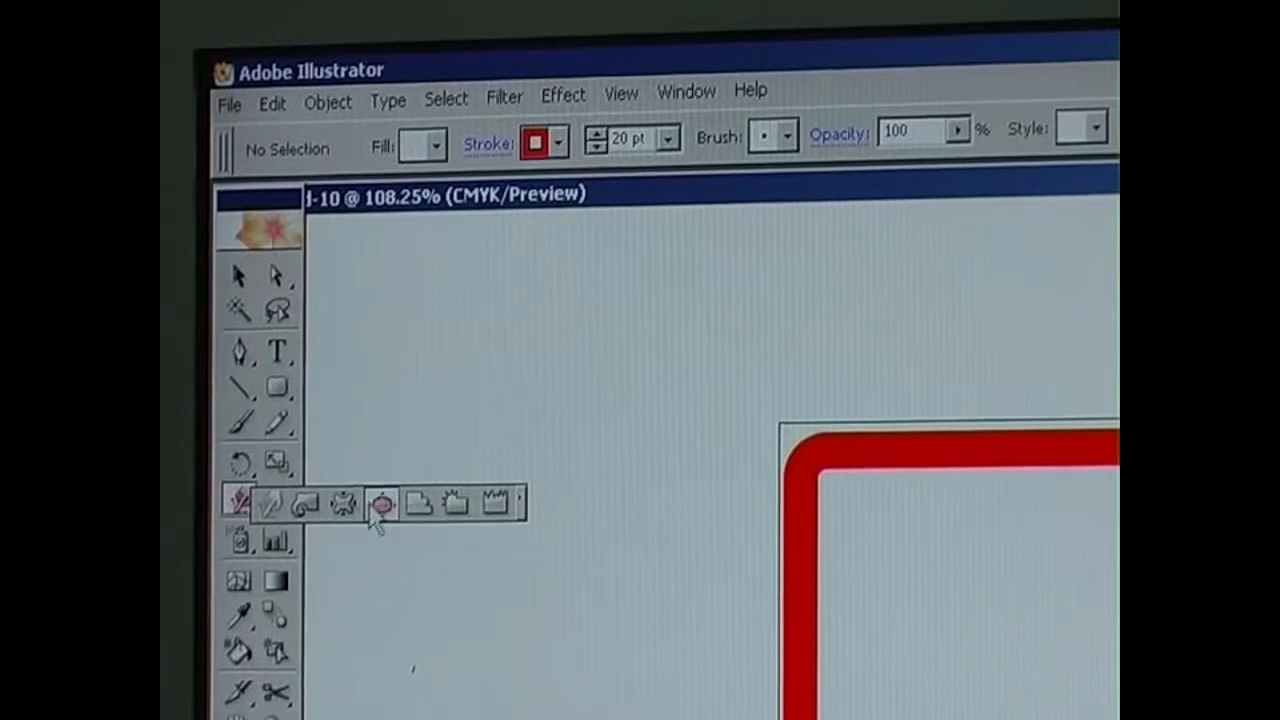 Adobe Illustrator
File Edit Object Type Select Filter Effect View Window Help
No Selection Fill: Stroke: 20 pt Brush: Opacity: 100 % Style:
-10 @ 108.25% (CMYK/Preview)
T